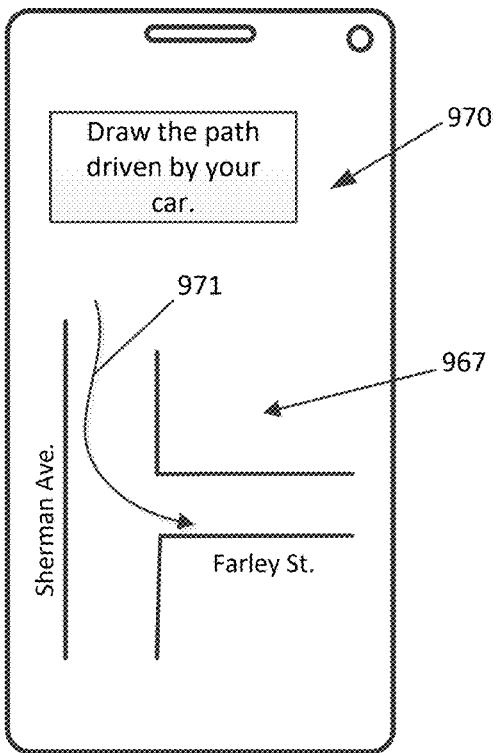 Draw the path
driven by your
car.
970
971
967
Sherman Ave.
Farley St.